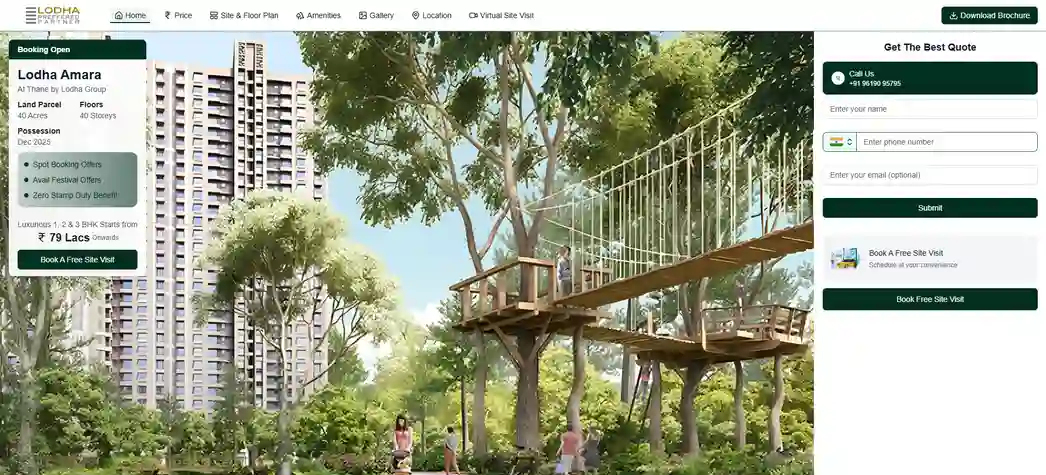 LODHA
PREFFERED
PARTNER
Home
Price
Site & Floor Plan
Amenities
Gallery
Location
Virtual Site Visit
Download Brochure
Booking Open
Lodha Amara
At Thane by Lodha Group
Land Parcel Floors
40 Acres 40 Storeys
Possession
Dec 2025
Spot Booking Offers
Avail Festival Offers
Zero Stamp Duty Benefit
Luxurious 1, 2 & 3 BHK Starts from
₹ 79 Lacs Onwards
Book A Free Site Visit
Get The Best Quote
Call Us
+91 96190 95795
Enter your name
Enter phone number
Enter your email (optional)
Submit
Book A Free Site Visit
Schedule at your convenience
Book Free Site Visit